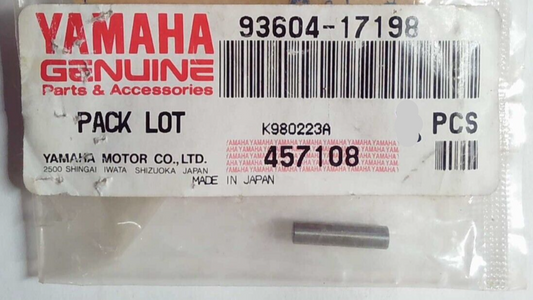 YAMAHA
GENUINE
Parts & Accessories
93604-17198
PACK LOT
K980223A
PCS
YAMAHA MOTOR CO., LTD.
2500 SHINGAI IWATA SHIZUOKA JAPAN
457108
MADE IN JAPAN